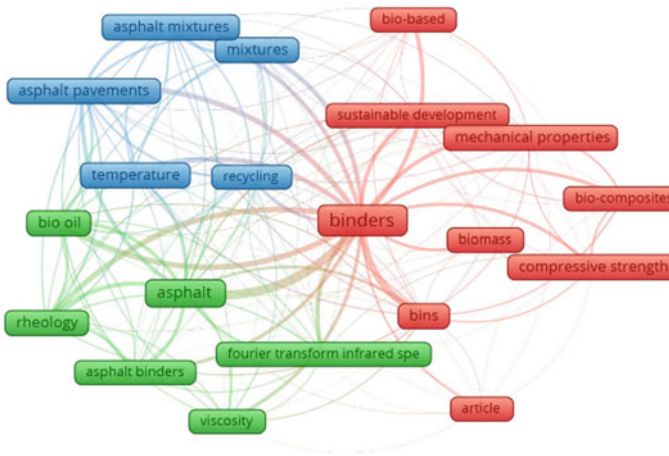 bio-based
asphalt mixtures
mixtures
asphalt pavements
sustainable development
mechanical properties
temperature
recycling
bio-composites
bio oil
binders
biomass
compressive strength
asphalt
bins
rheology
fourier transform infrared spe
asphalt binders
article
viscosity